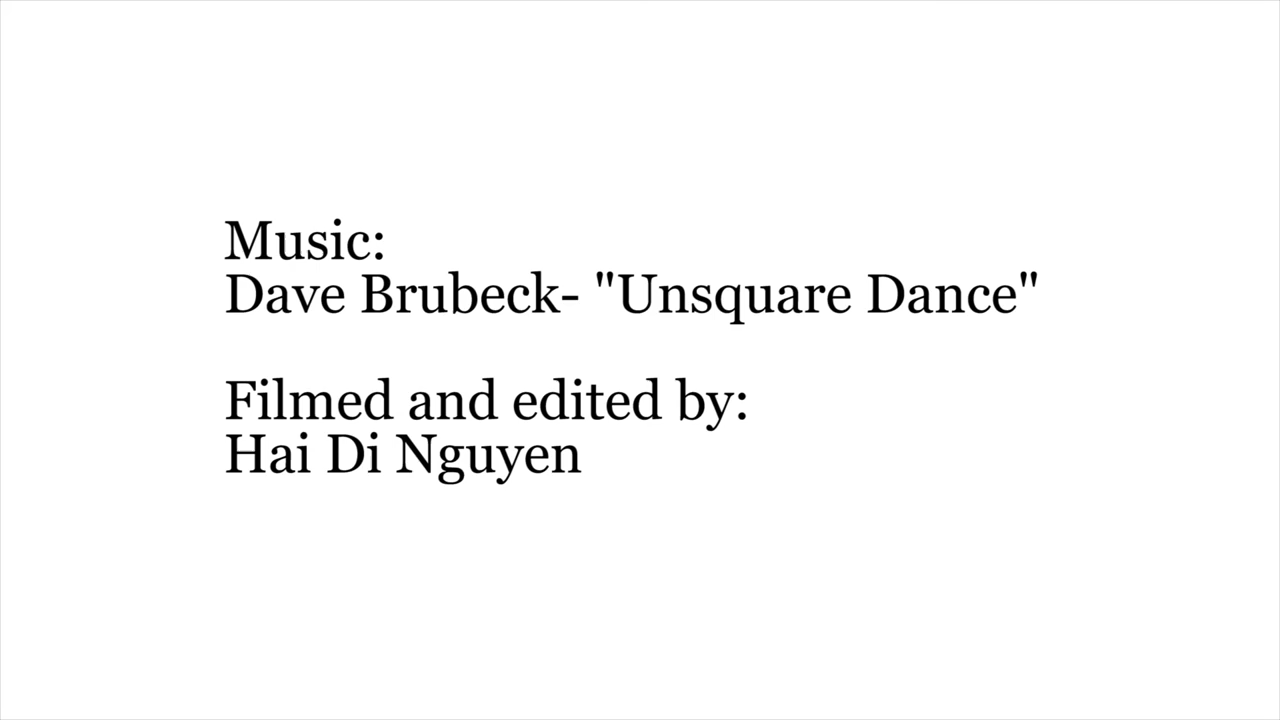 Music:
Dave Brubeck- "Unsquare Dance"
Filmed and edited by:
Hai Di Nguyen